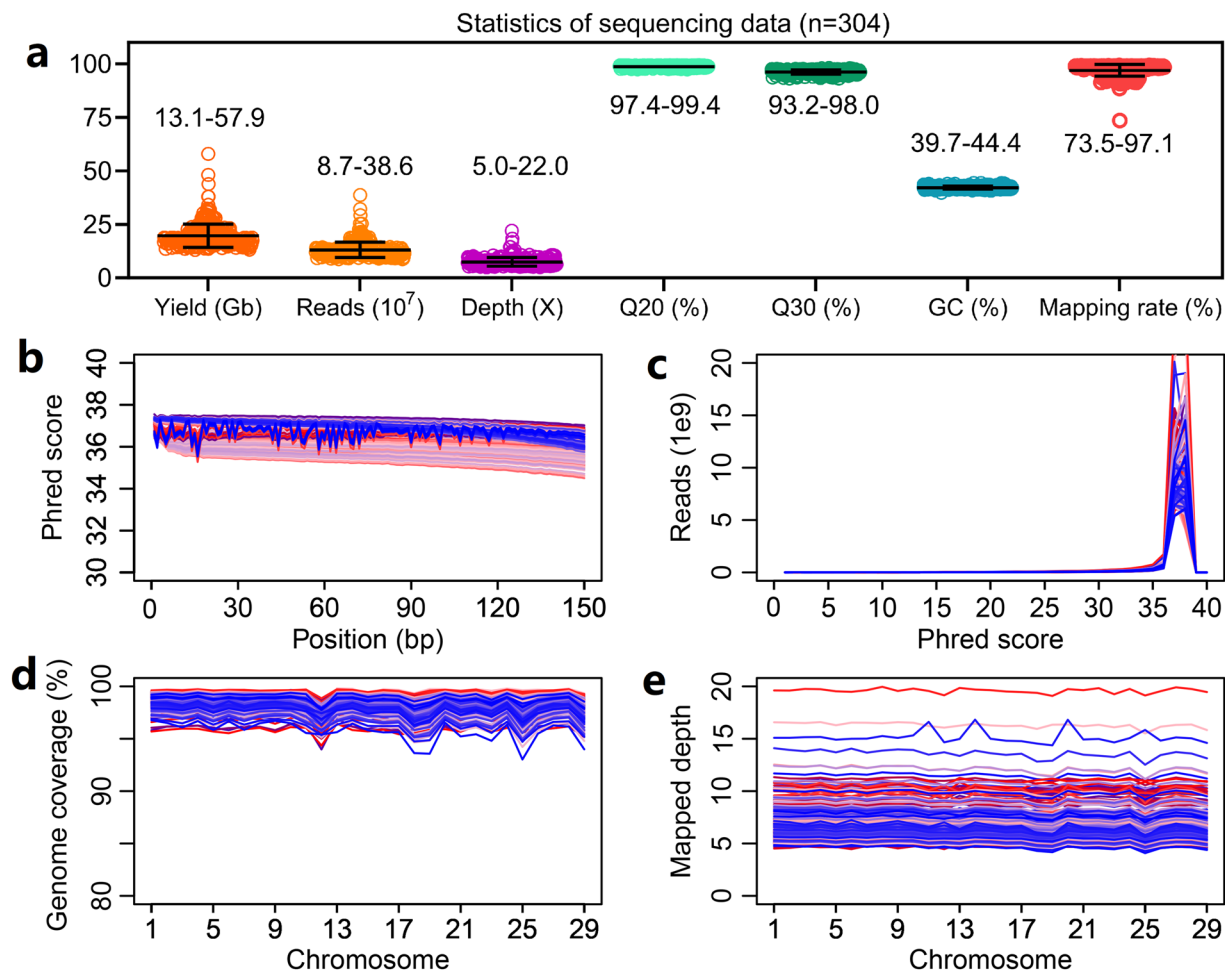 Statistics of sequencing data (n=304)
a
100
75
50
25
0
13.1-57.9
8.7-38.6
5.0-22.0
97.4-99.4
93.2-98.0
39.7-44.4
73.5-97.1
Yield (Gb)
Reads (10⁷)
Depth (X)
Q20 (%)
Q30 (%)
GC (%)
Mapping rate (%)
b
Phred score
40
38
36
34
32
30
0 30 60 90 120 150
Position (bp)
c
Reads (1e9)
20
15
10
5
0
0 5 10 15 20 25 30 35 40
Phred score
d
Genome coverage (%)
100
90
80
1 5 9 13 17 21 25 29
Chromosome
e
Mapped depth
20
15
10
5
0
1 5 9 13 17 21 25 29
Chromosome